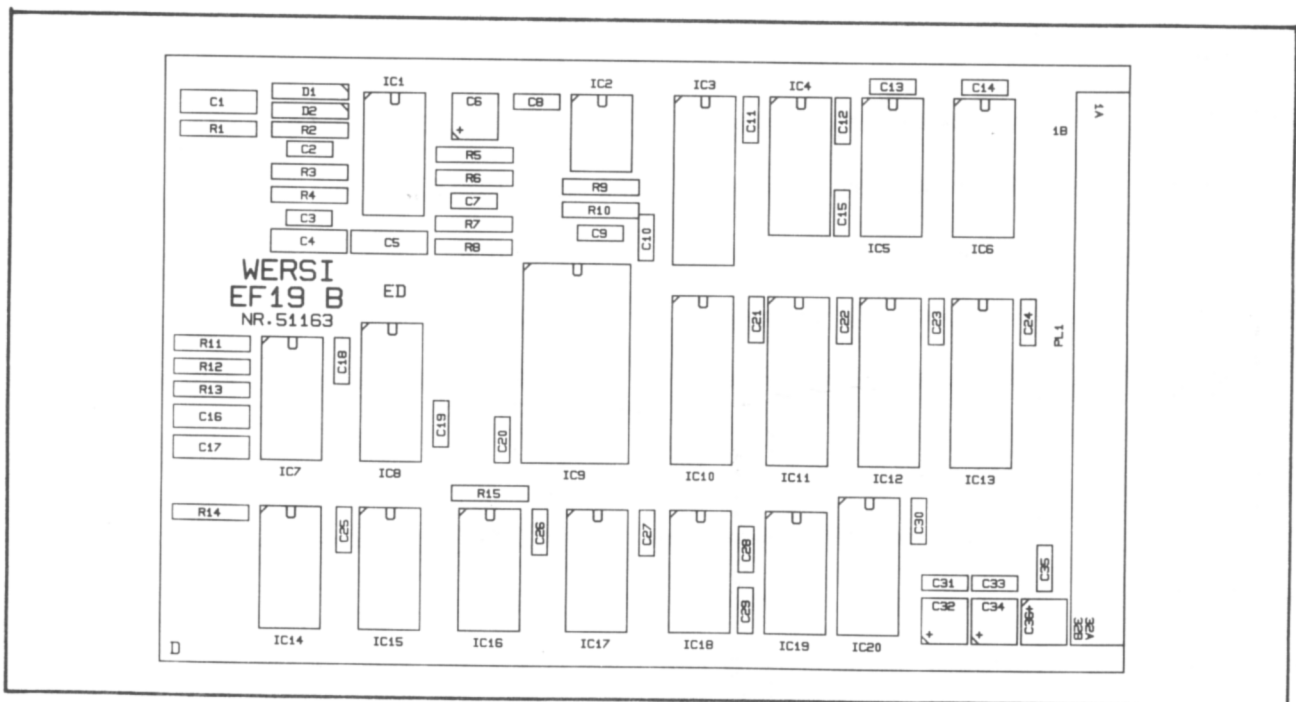 D1
IC1
C6
C8
IC2
IC3
IC4
C13
C14
C1
D2
C11
C12
1A
R1
R2
1B
C2
R5
R3
R6
R9
R4
C7
R10
C15
C3
R7
C9
C10
C4
C5
R8
IC5
IC6
WERSI
EF19 B
ED
NR.51163
R11
C18
C21
C22
C23
C24
PL1
R12
R13
C16
C19
C17
C20
IC7
IC8
IC9
IC10
IC11
IC12
IC13
R15
R14
C25
C26
C27
C28
C30
C35
C31
C33
C29
C32
C34
C36
+
+
+
+
32B
32A
D
IC14
IC15
IC16
IC17
IC18
IC19
IC20